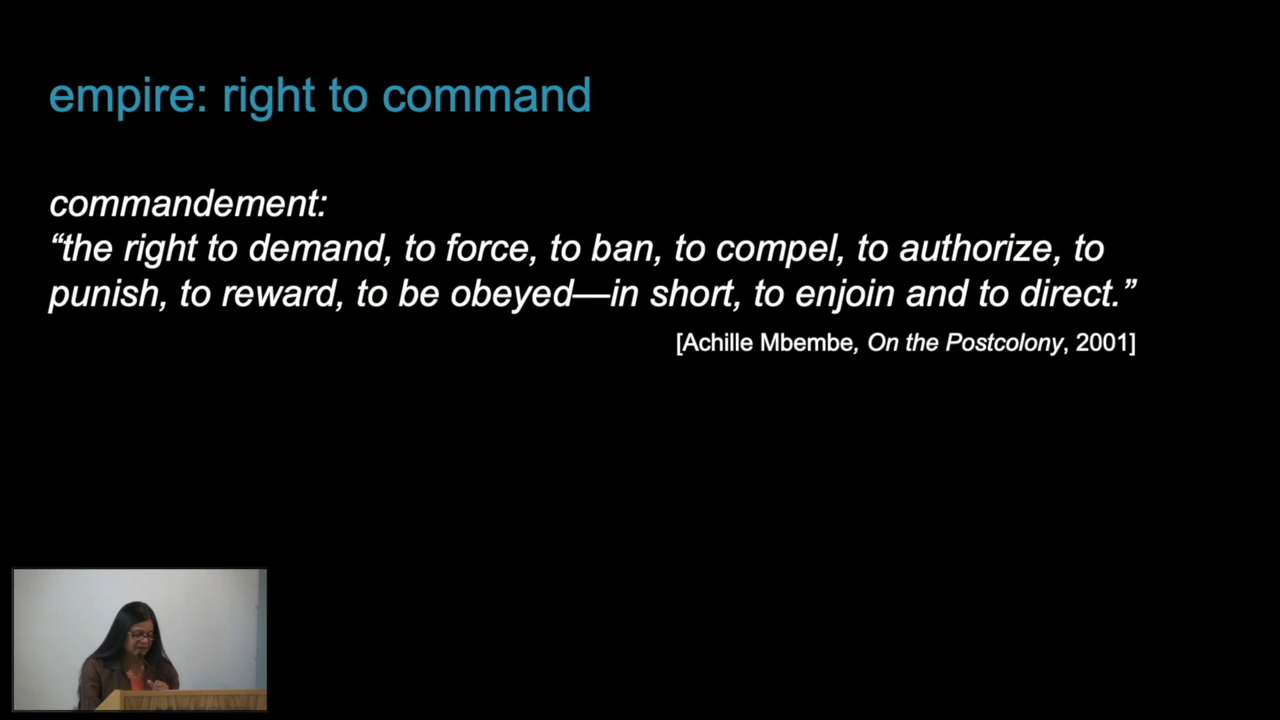 empire: right to command
commandement:
“the right to demand, to force, to ban, to compel, to authorize, to
punish, to reward, to be obeyed—in short, to enjoin and to direct.”
[Achille Mbembe, On the Postcolony, 2001]